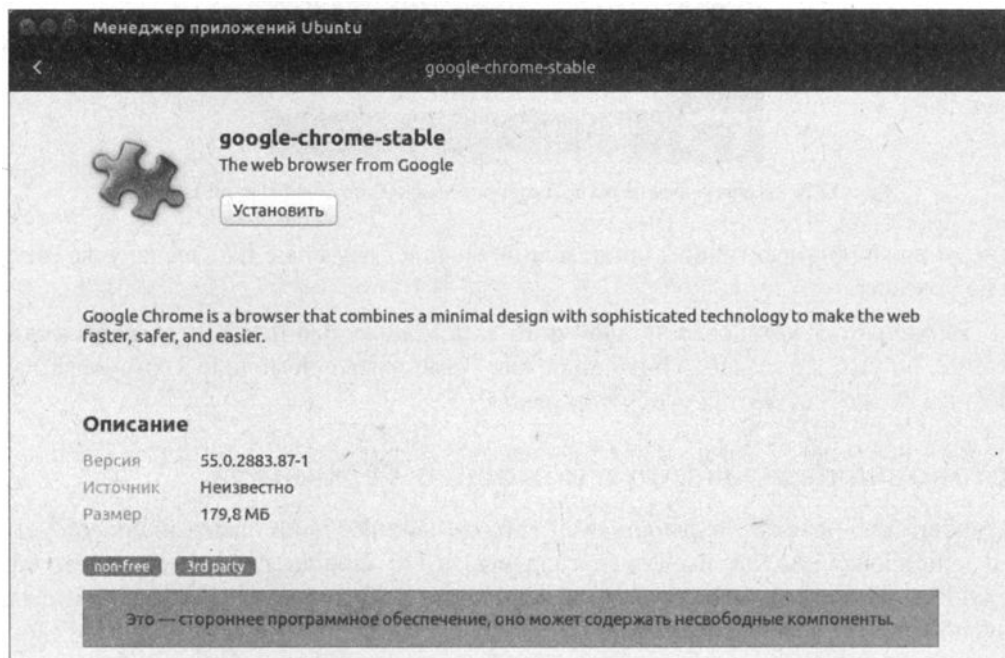 Менеджер приложений Ubuntu
google-chrome-stable
google-chrome-stable
The web browser from Google
Установить
Google Chrome is a browser that combines a minimal design with sophisticated technology to make the web
faster, safer, and easier.
Описание
Версия 55.0.2883.87-1
Источник Неизвестно
Размер 179,8 МБ
non-free 3rd party
Это — стороннее программное обеспечение, оно может содержать несвободные компоненты.